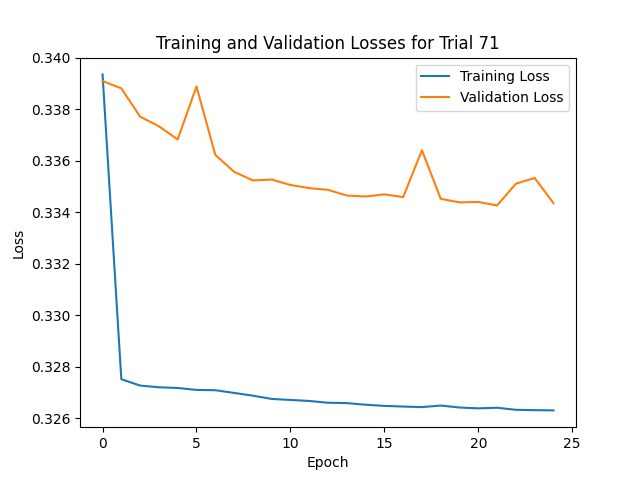 Training and Validation Losses for Trial 71
Training Loss
Validation Loss
Loss
0.340
0.338
0.336
0.334
0.332
0.330
0.328
0.326
0
5
10
15
20
25
Epoch